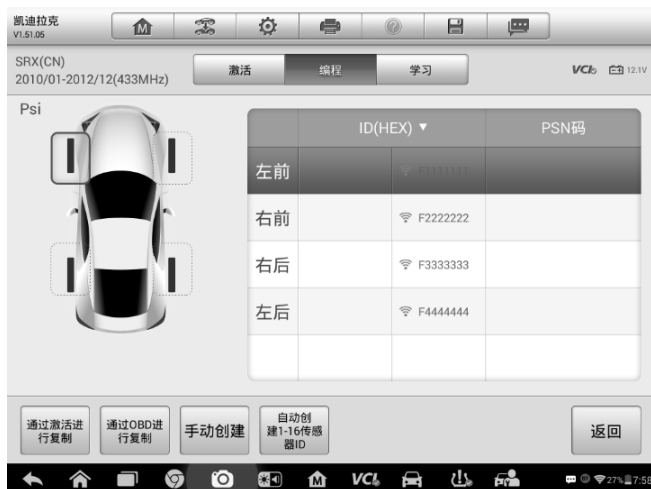 凯迪拉克
V1.51.05
M
SRX(CN)
2010/01-2012/12(433MHz)
激活
编程
学习
VCI
12.1V
Psi
ID(HEX) ▼
PSN码
左前
右前
F2222222
右后
F3333333
左后
F4444444
通过激活进
行复制
通过OBD进
行复制
手动创建
自动创
建1-16传感
器ID
返回
M
VCI
27%
7:58